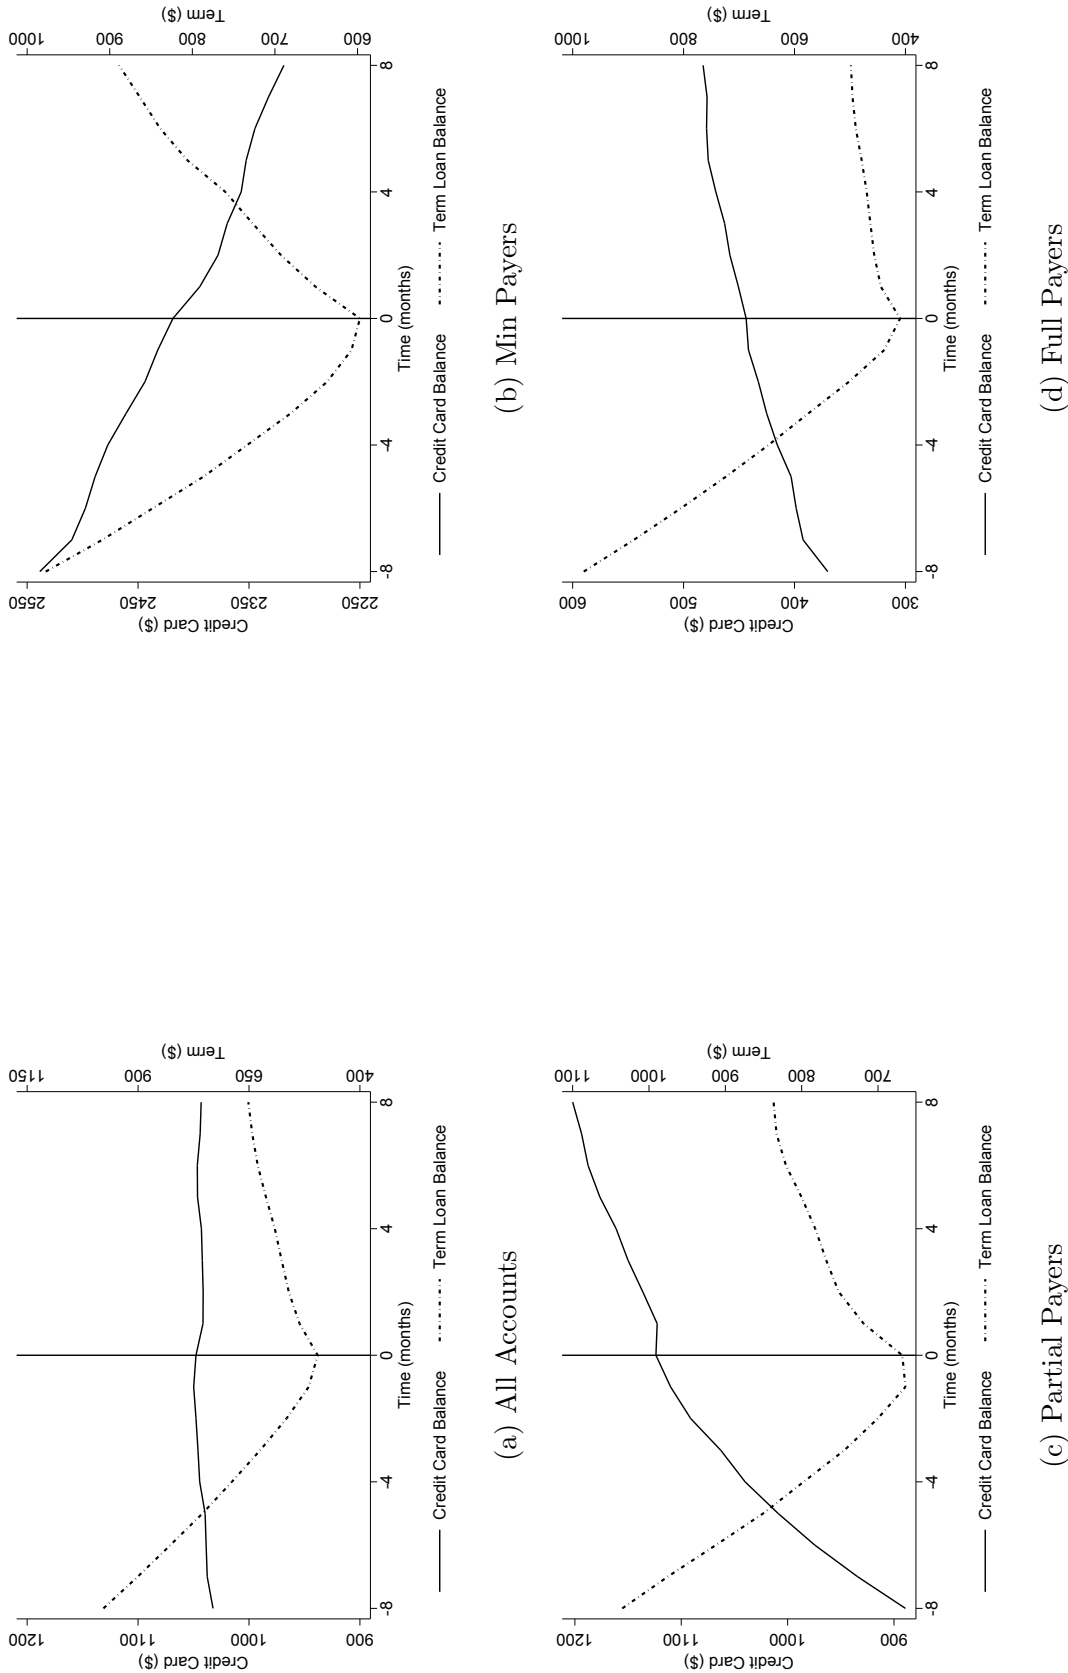 1200
1100
1000
900
Credit Card ($)
1150
900
650
400
Term ($)
-8 -4 0 4 8
Time (months)
Credit Card Balance Term Loan Balance
(a) All Accounts
2550
2450
2350
2250
Credit Card ($)
1000
900
800
700
600
Term ($)
-8 -4 0 4 8
Time (months)
Credit Card Balance Term Loan Balance
(b) Min Payers
1200
1100
1000
900
Credit Card ($)
1100
1000
900
800
700
Term ($)
-8 -4 0 4 8
Time (months)
Credit Card Balance Term Loan Balance
(c) Partial Payers
600
500
400
300
Credit Card ($)
1000
800
600
400
Term ($)
-8 -4 0 4 8
Time (months)
Credit Card Balance Term Loan Balance
(d) Full Payers